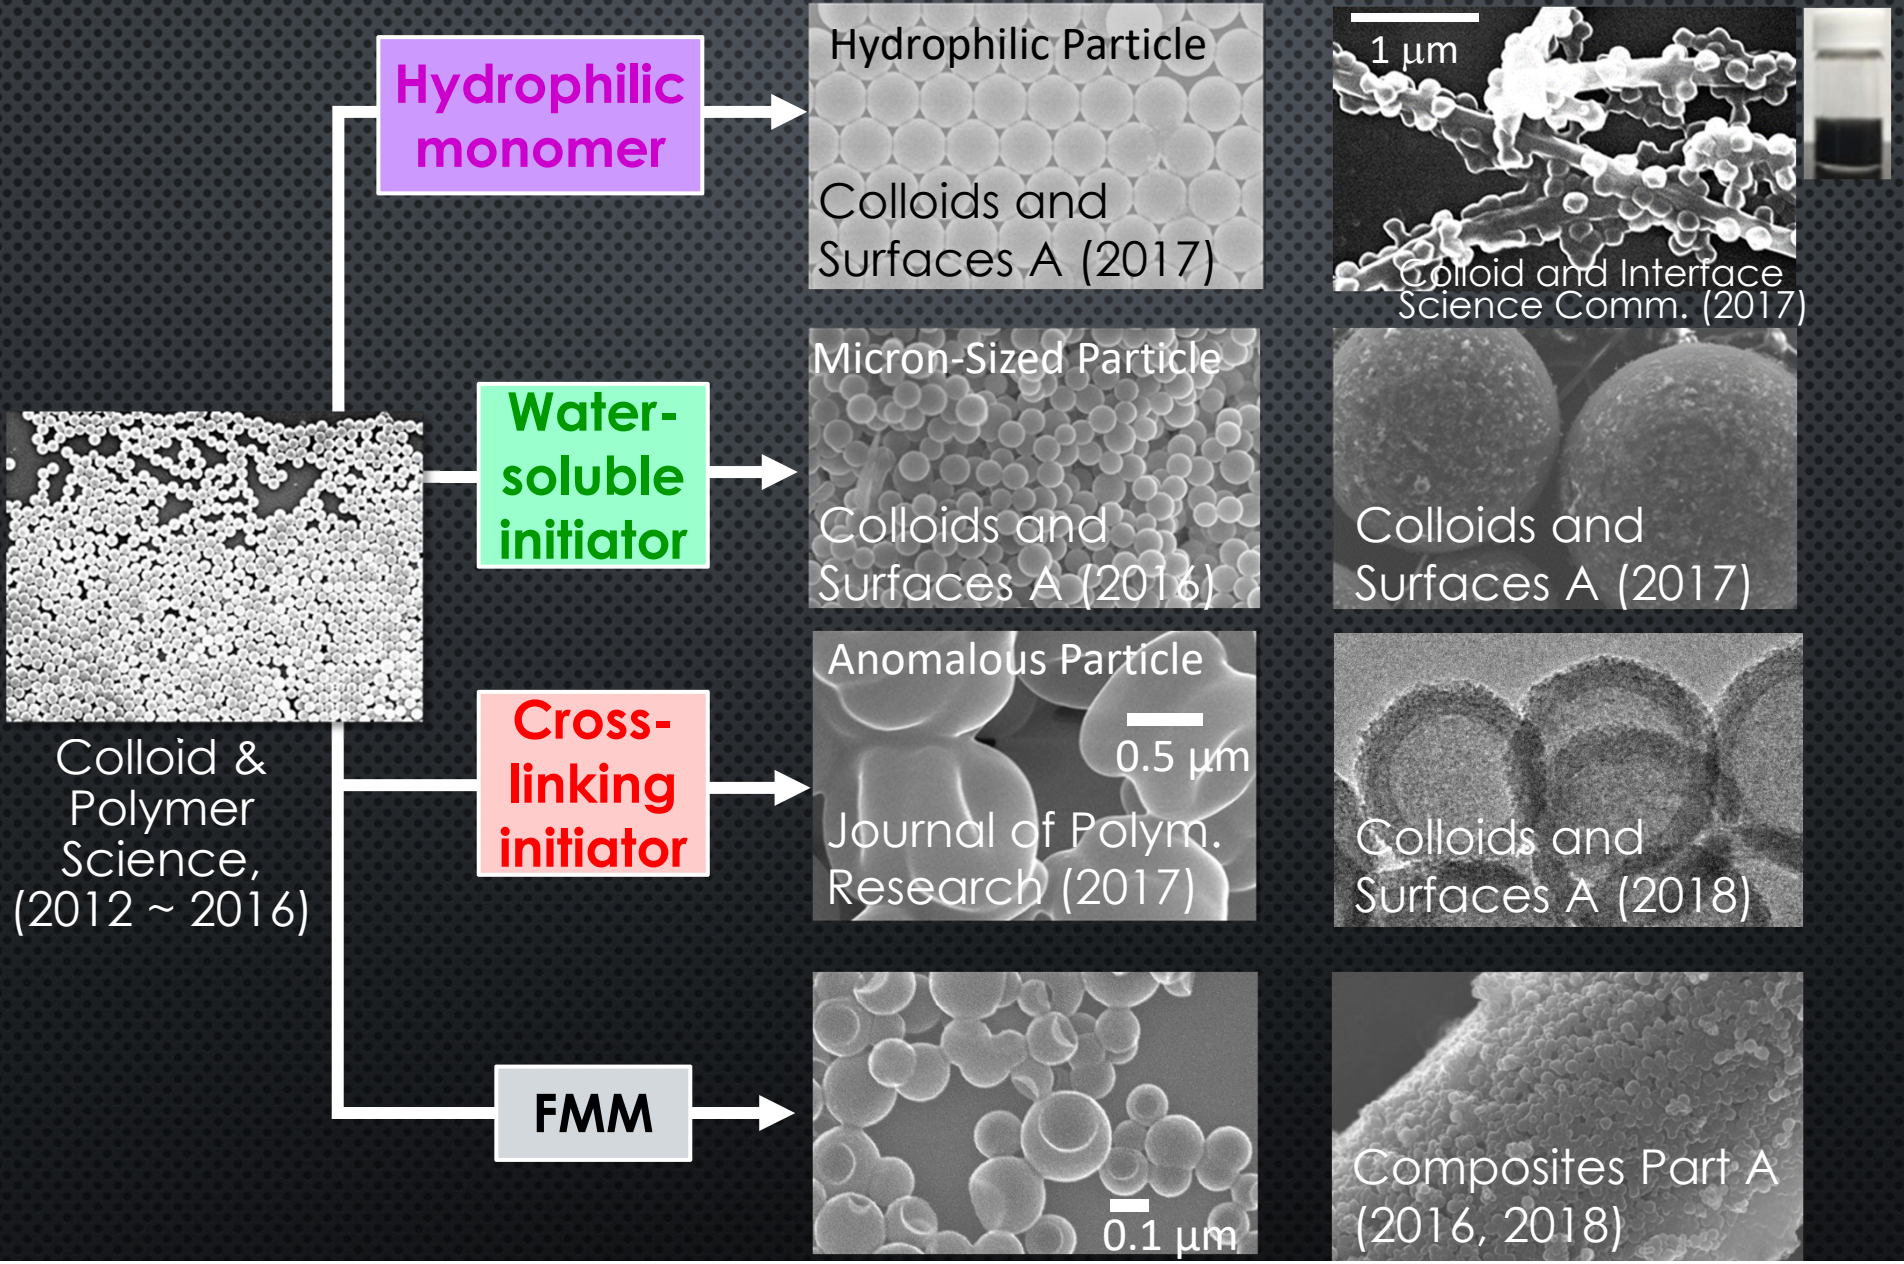 Hydrophilic
monomer
Hydrophilic Particle
Colloids and
Surfaces A (2017)
1 μm
Colloid and Interface
Science Comm. (2017)
Water-
soluble
initiator
Micron-Sized Particle
Colloids and
Surfaces A (2016)
Colloids and
Surfaces A (2017)
Colloid &
Polymer
Science,
(2012 ~ 2016)
Cross-
linking
initiator
Anomalous Particle
0.5 μm
Journal of Polym.
Research (2017)
Colloids and
Surfaces A (2018)
FMM
0.1 μm
Composites Part A
(2016, 2018)